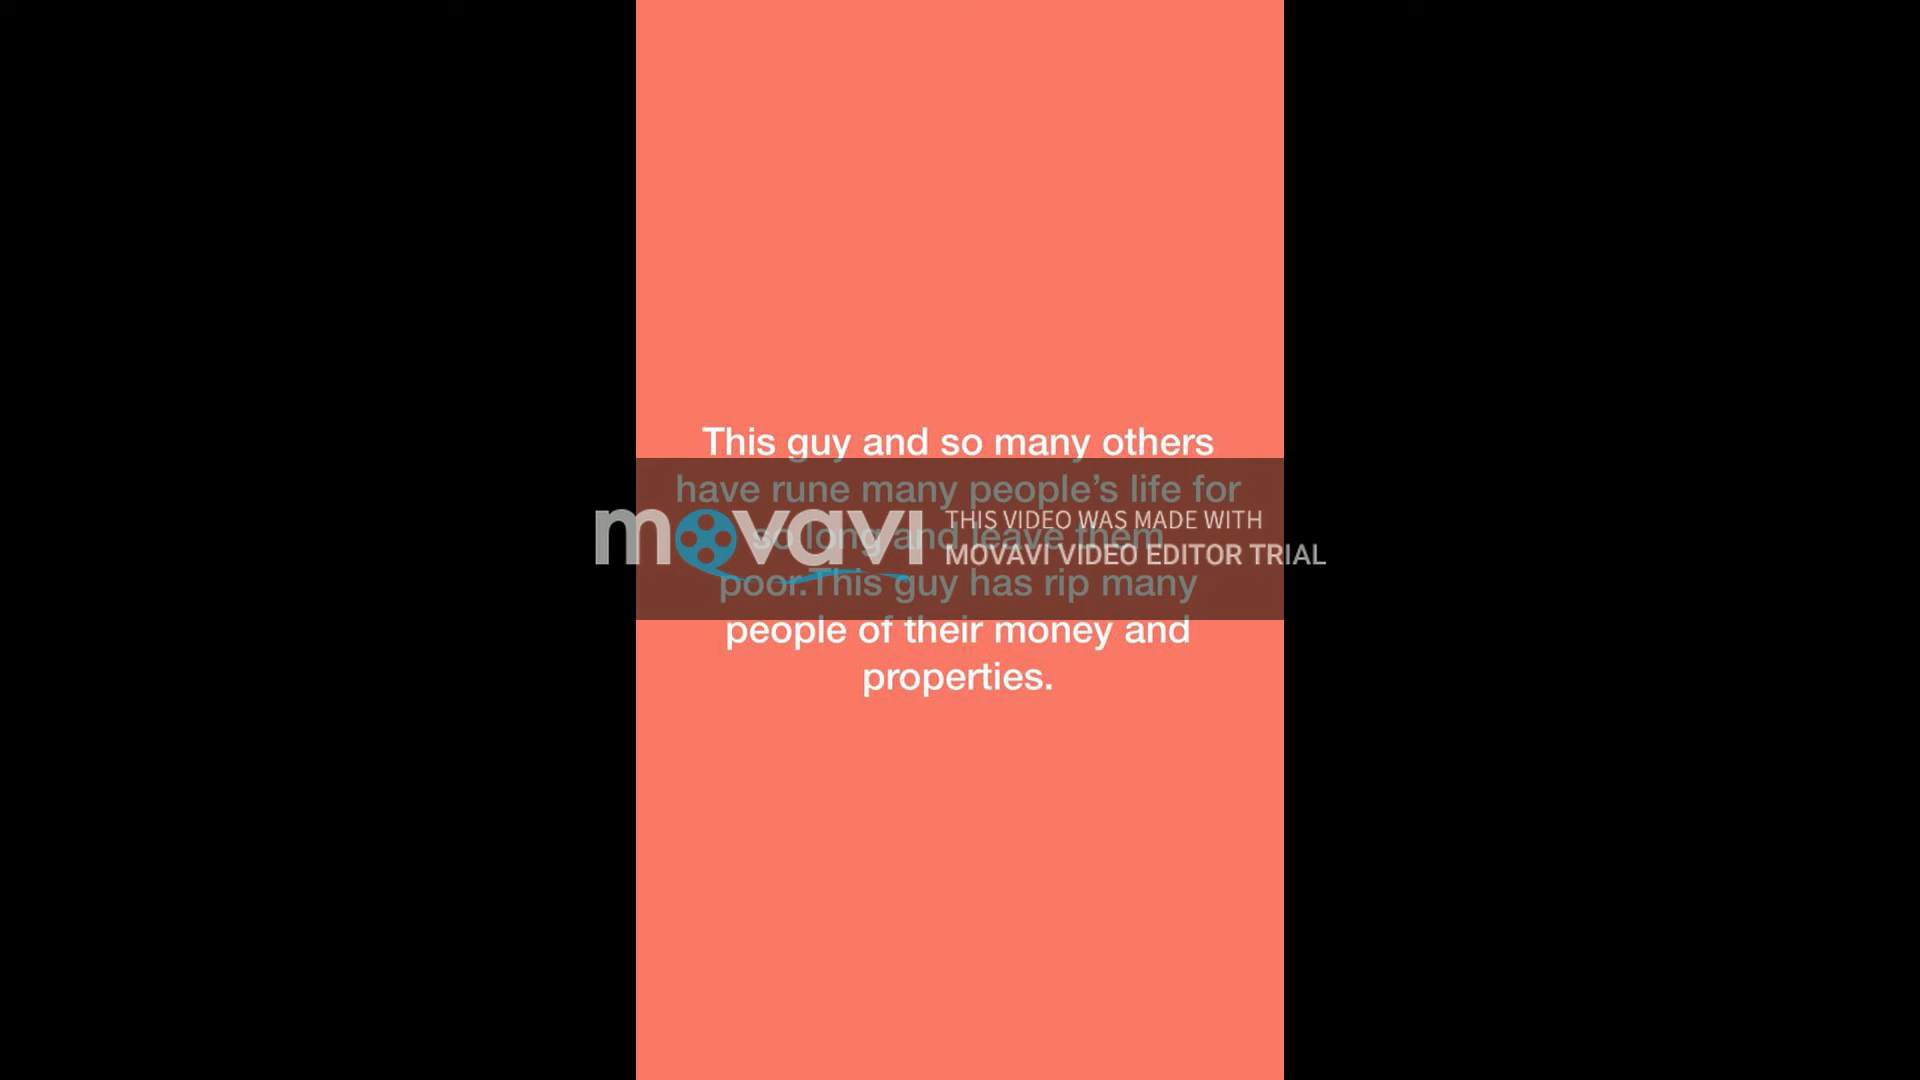 This guy and so many others
have rune many people's life for
so long and leave them
poor.This guy has rip many
people of their money and
properties.
movavi
THIS VIDEO WAS MADE WITH
MOVAVI VIDEO EDITOR TRIAL